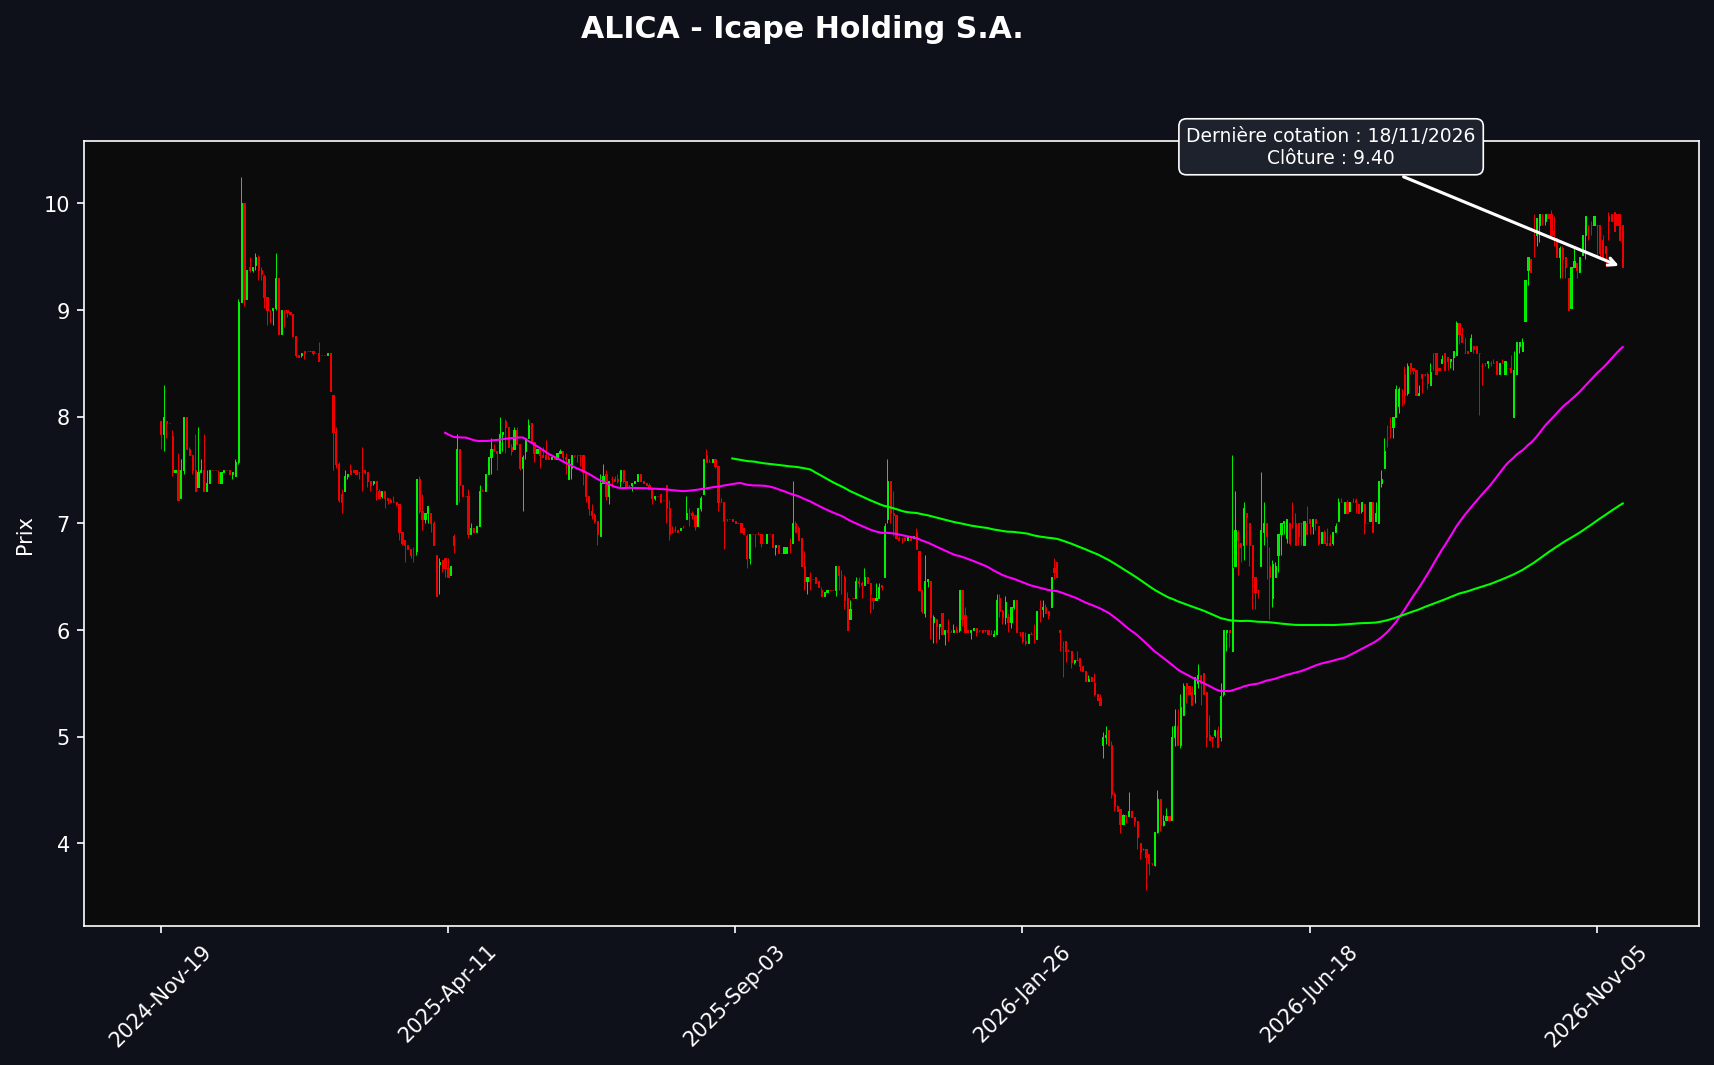 ALICA - Icape Holding S.A.
Dernière cotation : 18/11/2026
Clôture : 9.40
Prix
10
9
8
7
6
5
4
2024-Nov-19
2025-Apr-11
2025-Sep-03
2026-Jan-26
2026-Jun-18
2026-Nov-05